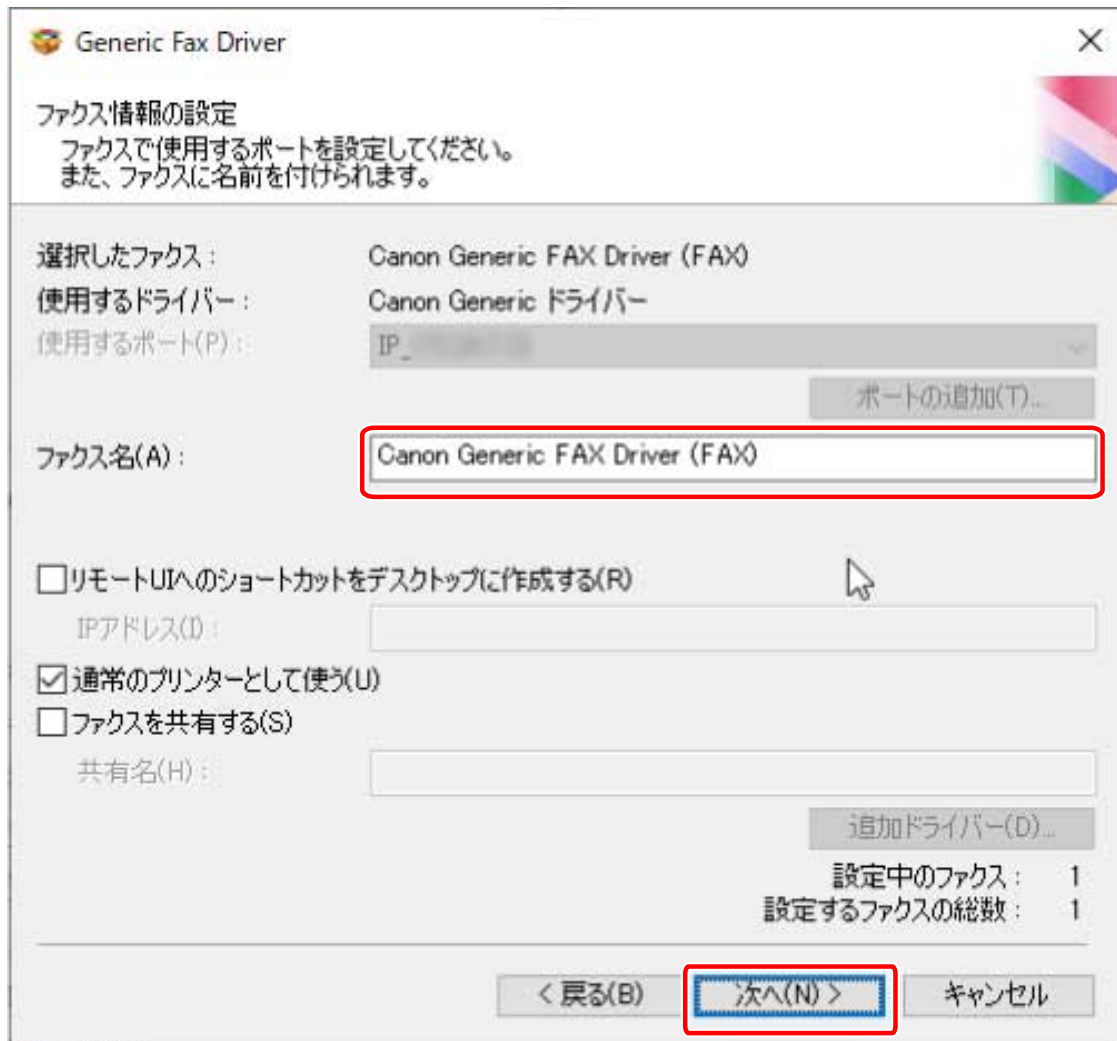 Generic Fax Driver
ファクス情報の設定
ファクスで使用するポートを設定してください。
また、ファクスに名前を付けられます。
選択したファクス： Canon Generic FAX Driver (FAX)
使用するドライバー： Canon Generic ドライバー
使用するポート(P)： IP_
ポートの追加(T)...
ファクス名(A)： Canon Generic FAX Driver (FAX)
リモートUIへのショートカットをデスクトップに作成する(R)
IPアドレス(I)：
通常のプリンターとして使う(U)
ファクスを共有する(S)
共有名(H)：
追加ドライバー(D)...
設定中のファクス： 1
設定するファクスの総数： 1
< 戻る(B) 次へ(N) > キャンセル